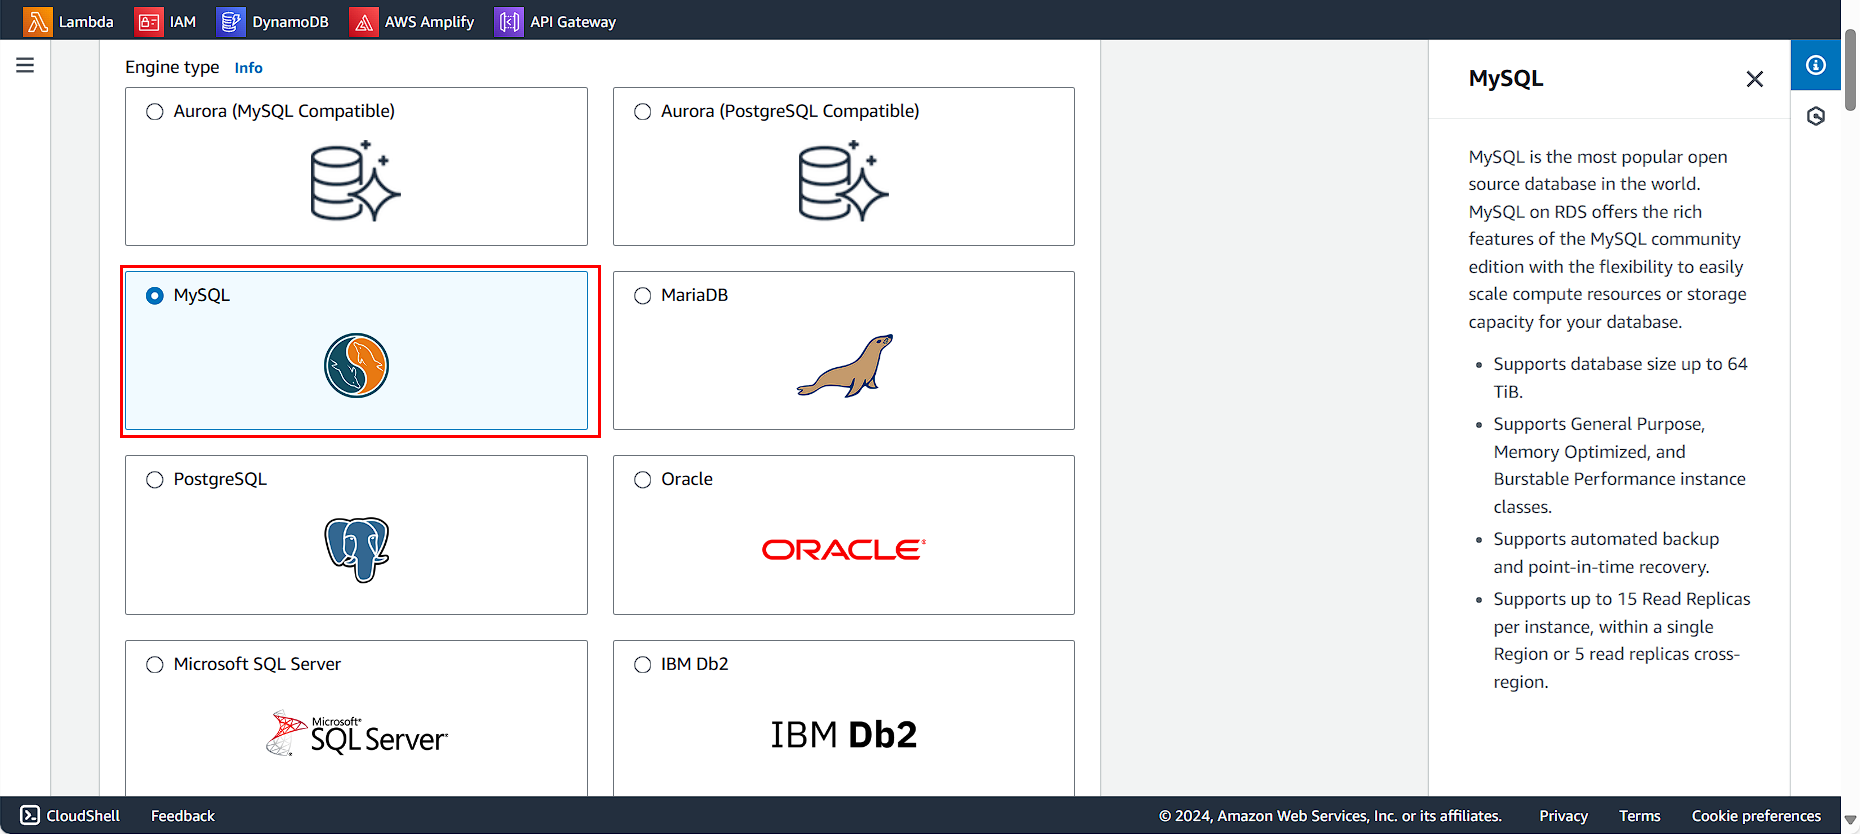 Lambda IAM DynamoDB AWS Amplify API Gateway
Engine type Info
Aurora (MySQL Compatible)
Aurora (PostgreSQL Compatible)
MySQL
MariaDB
PostgreSQL
Oracle
ORACLE®
Microsoft SQL Server
Microsoft®
SQL Server®
IBM Db2
IBM Db2
MySQL
MySQL is the most popular open
source database in the world.
MySQL on RDS offers the rich
features of the MySQL community
edition with the flexibility to easily
scale compute resources or storage
capacity for your database.
• Supports database size up to 64
TiB.
• Supports General Purpose,
Memory Optimized, and
Burstable Performance instance
classes.
• Supports automated backup
and point-in-time recovery.
• Supports up to 15 Read Replicas
per instance, within a single
Region or 5 read replicas cross-
region.
CloudShell Feedback © 2024, Amazon Web Services, Inc. or its affiliates. Privacy Terms Cookie preferences